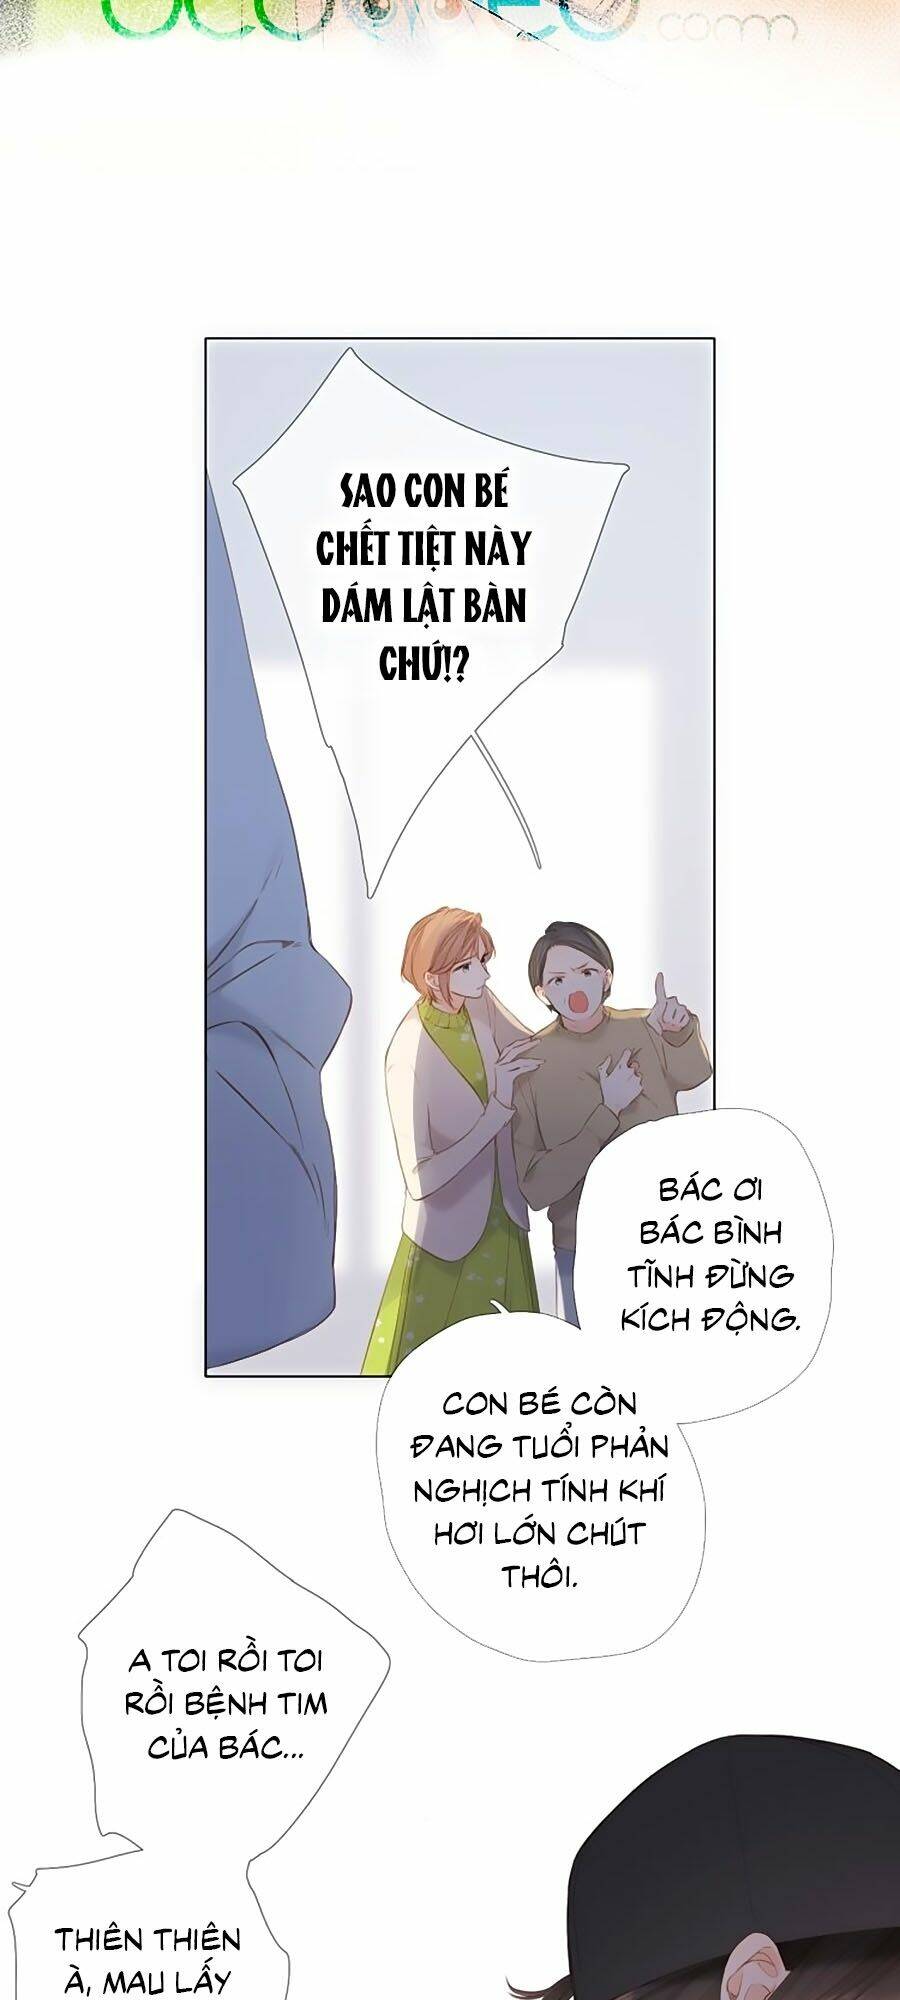 SAO CON BÉ
CHẾT TIỆT NÀY
DÁM LẬT BÀN
CHỨ!?
BÁC ƠI
BÁC BÌNH
TĨNH ĐỪNG
KÍCH ĐỘNG.
CON BÉ CÒN
ĐANG TUỔI PHẢN
NGHỊCH TÍNH KHÍ
HƠI LỚN CHÚT
THÔI.
A TOI RỒI TOI
RỒI BỆNH TIM
CỦA BÁC...
THIÊN THIÊN
À, MAU LẤY